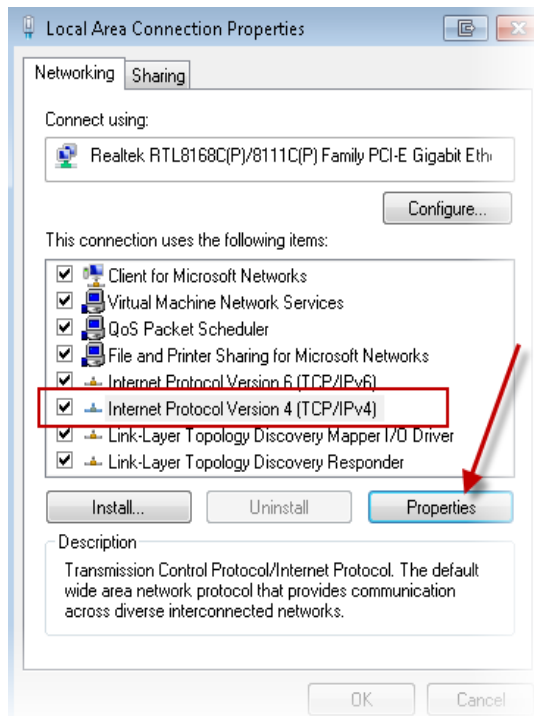 Local Area Connection Properties
Networking
Sharing
Connect using:
Realtek RTL8168C(P)/8111C(P) Family PCI-E Gigabit Eth
Configure...
This connection uses the following items:
Client for Microsoft Networks
Virtual Machine Network Services
QoS Packet Scheduler
File and Printer Sharing for Microsoft Networks
Internet Protocol Version 6 (TCP/IPv6)
Internet Protocol Version 4 (TCP/IPv4)
Link-Layer Topology Discovery Mapper I/O Driver
Link-Layer Topology Discovery Responder
Install...
Uninstall
Properties
Description
Transmission Control Protocol/Internet Protocol. The default
wide area network protocol that provides communication
across diverse interconnected networks.
OK
Cancel